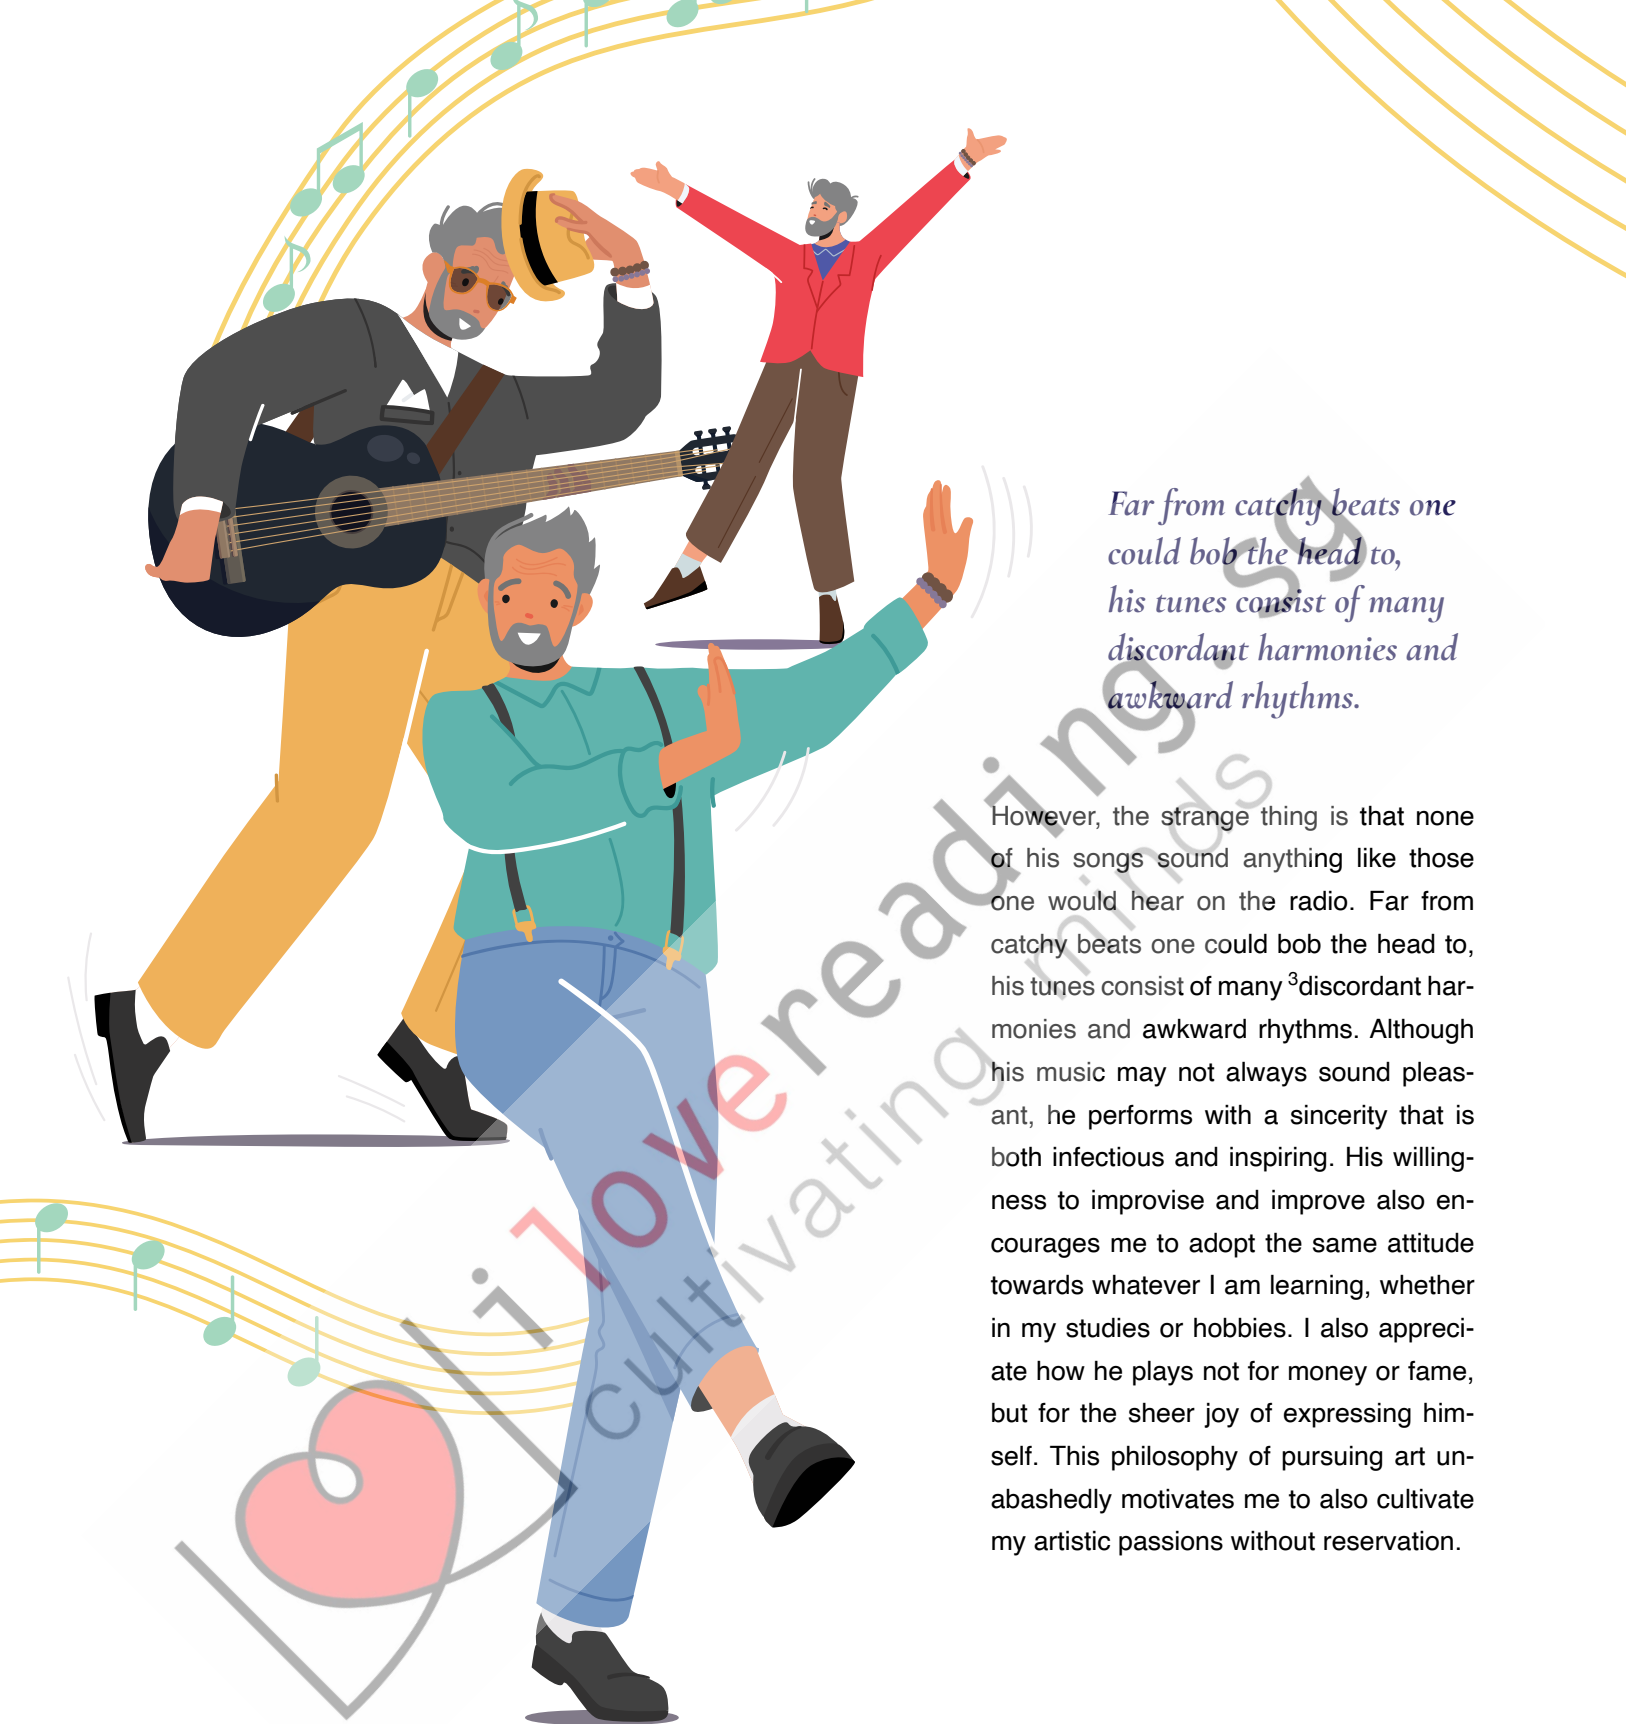 Far from catchy beats one
could bob the head to,
his tunes consist of many
discordant harmonies and
awkward rhythms.
However, the strange thing is that none
of his songs sound anything like those
one would hear on the radio. Far from
catchy beats one could bob the head to,
his tunes consist of many ³discordant har-
monies and awkward rhythms. Although
his music may not always sound pleas-
ant, he performs with a sincerity that is
both infectious and inspiring. His willing-
ness to improvise and improve also en-
courages me to adopt the same attitude
towards whatever I am learning, whether
in my studies or hobbies. I also appreci-
ate how he plays not for money or fame,
but for the sheer joy of expressing him-
self. This philosophy of pursuing art un-
abashedly motivates me to also cultivate
my artistic passions without reservation.
ilovereading.sg
cultivating minds